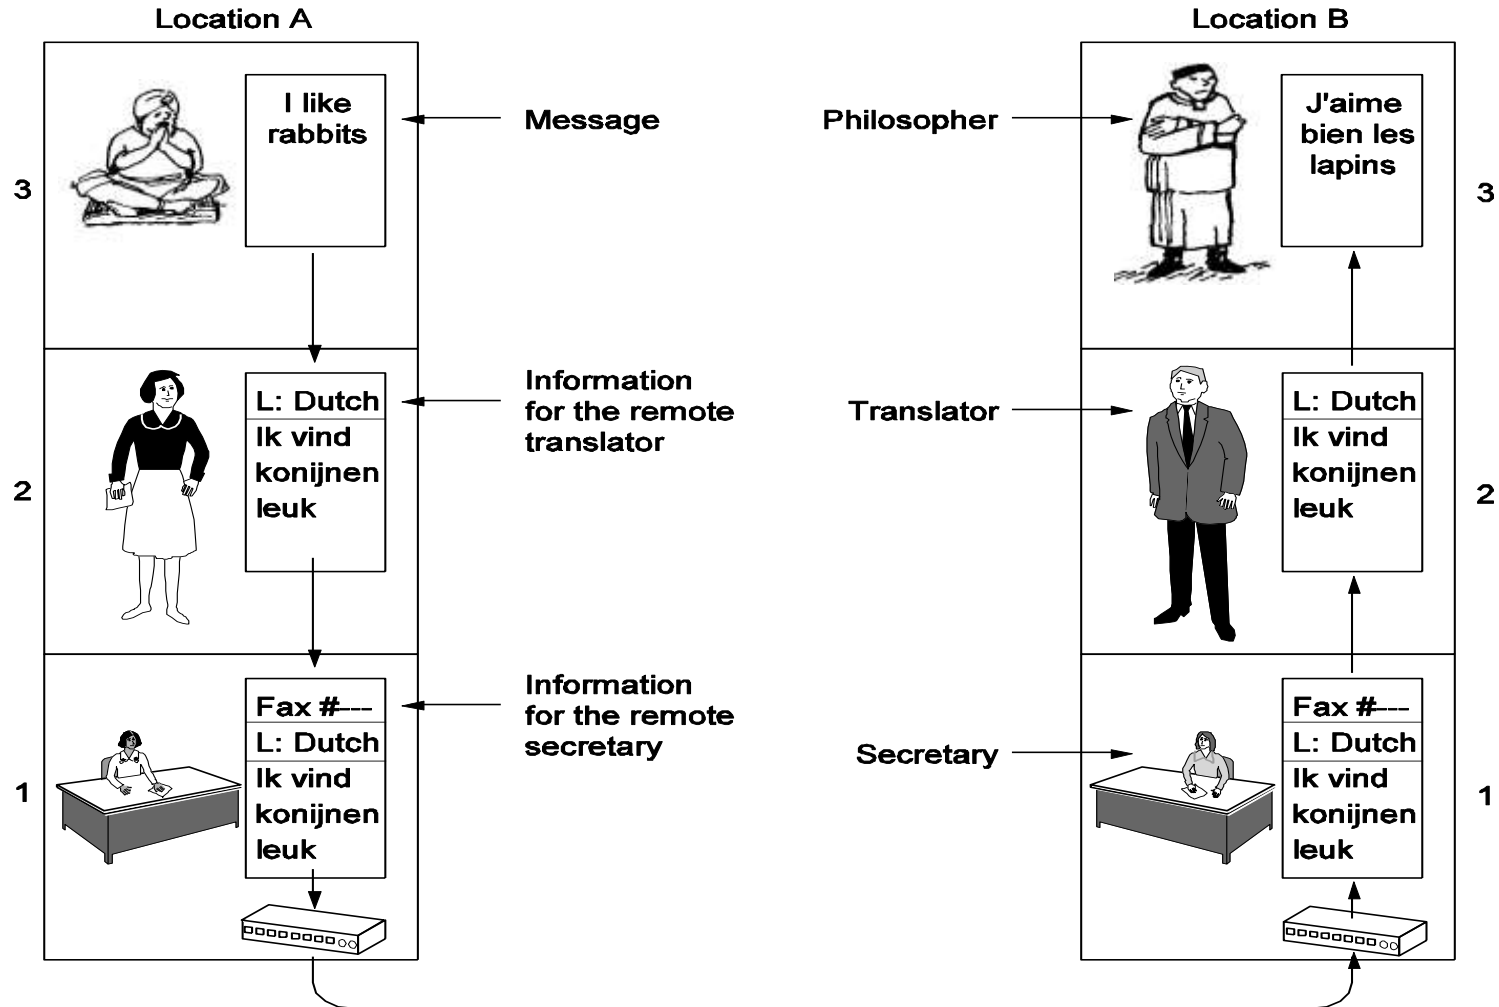 Location A
Location B
I like
rabbits
Message
Philosopher
J'aime
bien les
lapins
3
3
L: Dutch
Ik vind
konijnen
leuk
Information
for the remote
translator
Translator
L: Dutch
Ik vind
konijnen
leuk
2
2
Fax #---
L: Dutch
Ik vind
konijnen
leuk
Information
for the remote
secretary
Secretary
Fax #---
L: Dutch
Ik vind
konijnen
leuk
1
1